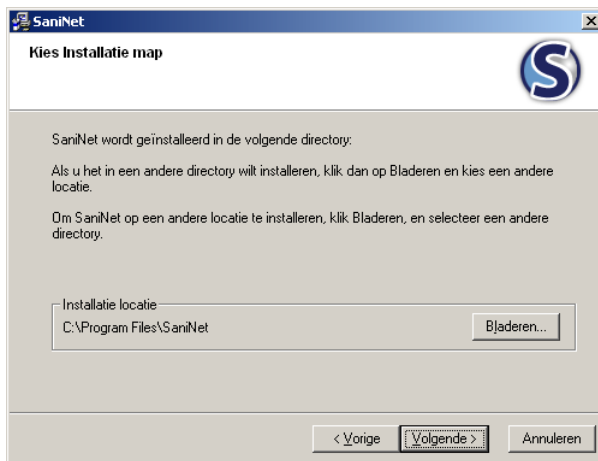 SaniNet
Kies Installatie map
S
SaniNet wordt geïnstalleerd in de volgende directory:
Als u het in een andere directory wilt installeren, klik dan op Bladeren en kies een andere
locatie.
Om SaniNet op een andere locatie te installeren, klik Bladeren, en selecteer een andere
directory.
Installatie locatie
C:\Program Files\SaniNet
Bladeren...
< Vorige
Volgende >
Annuleren